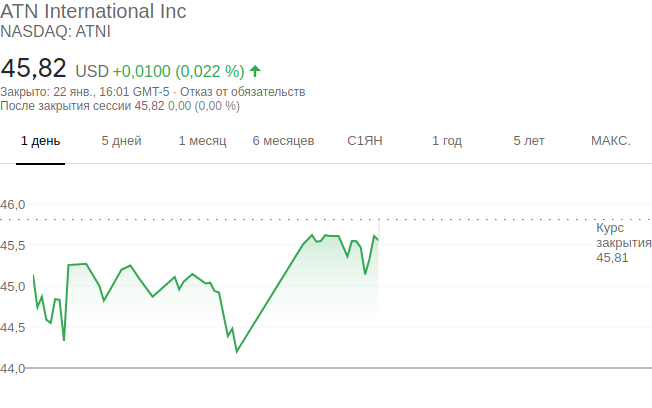 ATN International Inc
NASDAQ: ATNI
45,82 USD +0,0100 (0,022 %)
Закрыто: 22 янв., 16:01 GMT-5 · Отказ от обязательств
После закрытия сессии 45,82 0,00 (0,00 %)
1 день 5 дней 1 месяц 6 месяцев С1ЯН 1 год 5 лет МАКС.
46,0
Курс
закрытия
45,81
45,5
45,0
44,5
44,0